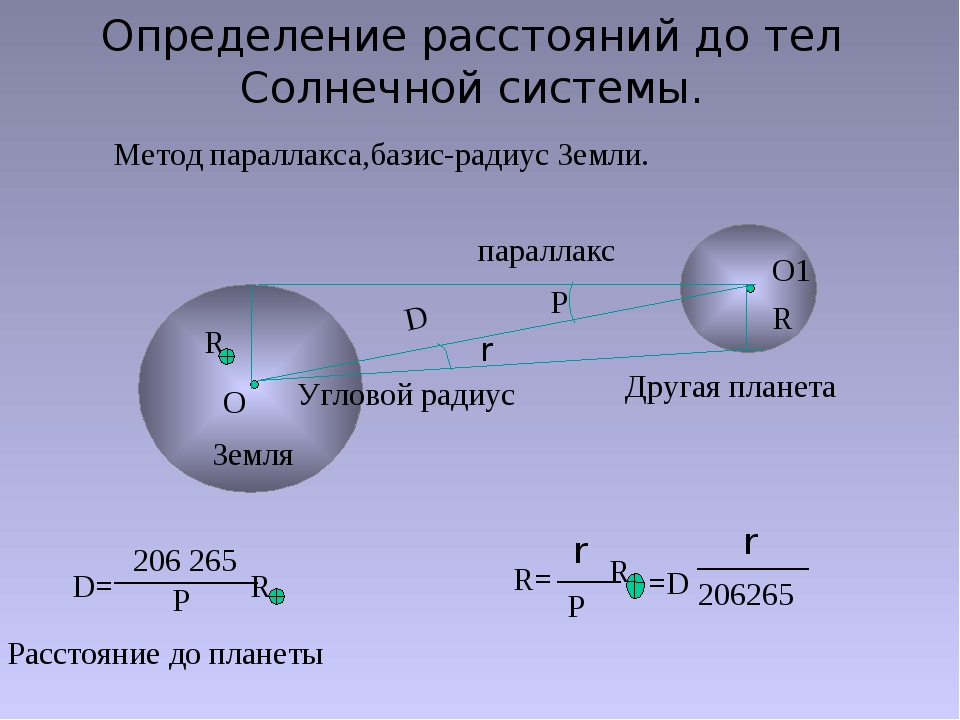 Определение расстояний до тел
Солнечной системы.
Метод параллакса,базис-радиус Земли.
параллакс
O1
P
R
D
R
r
Угловой радиус
Другая планета
O
Земля
D= 206 265 / P R⊕
R= r / P R⊕ =D r / 206265
Расстояние до планеты